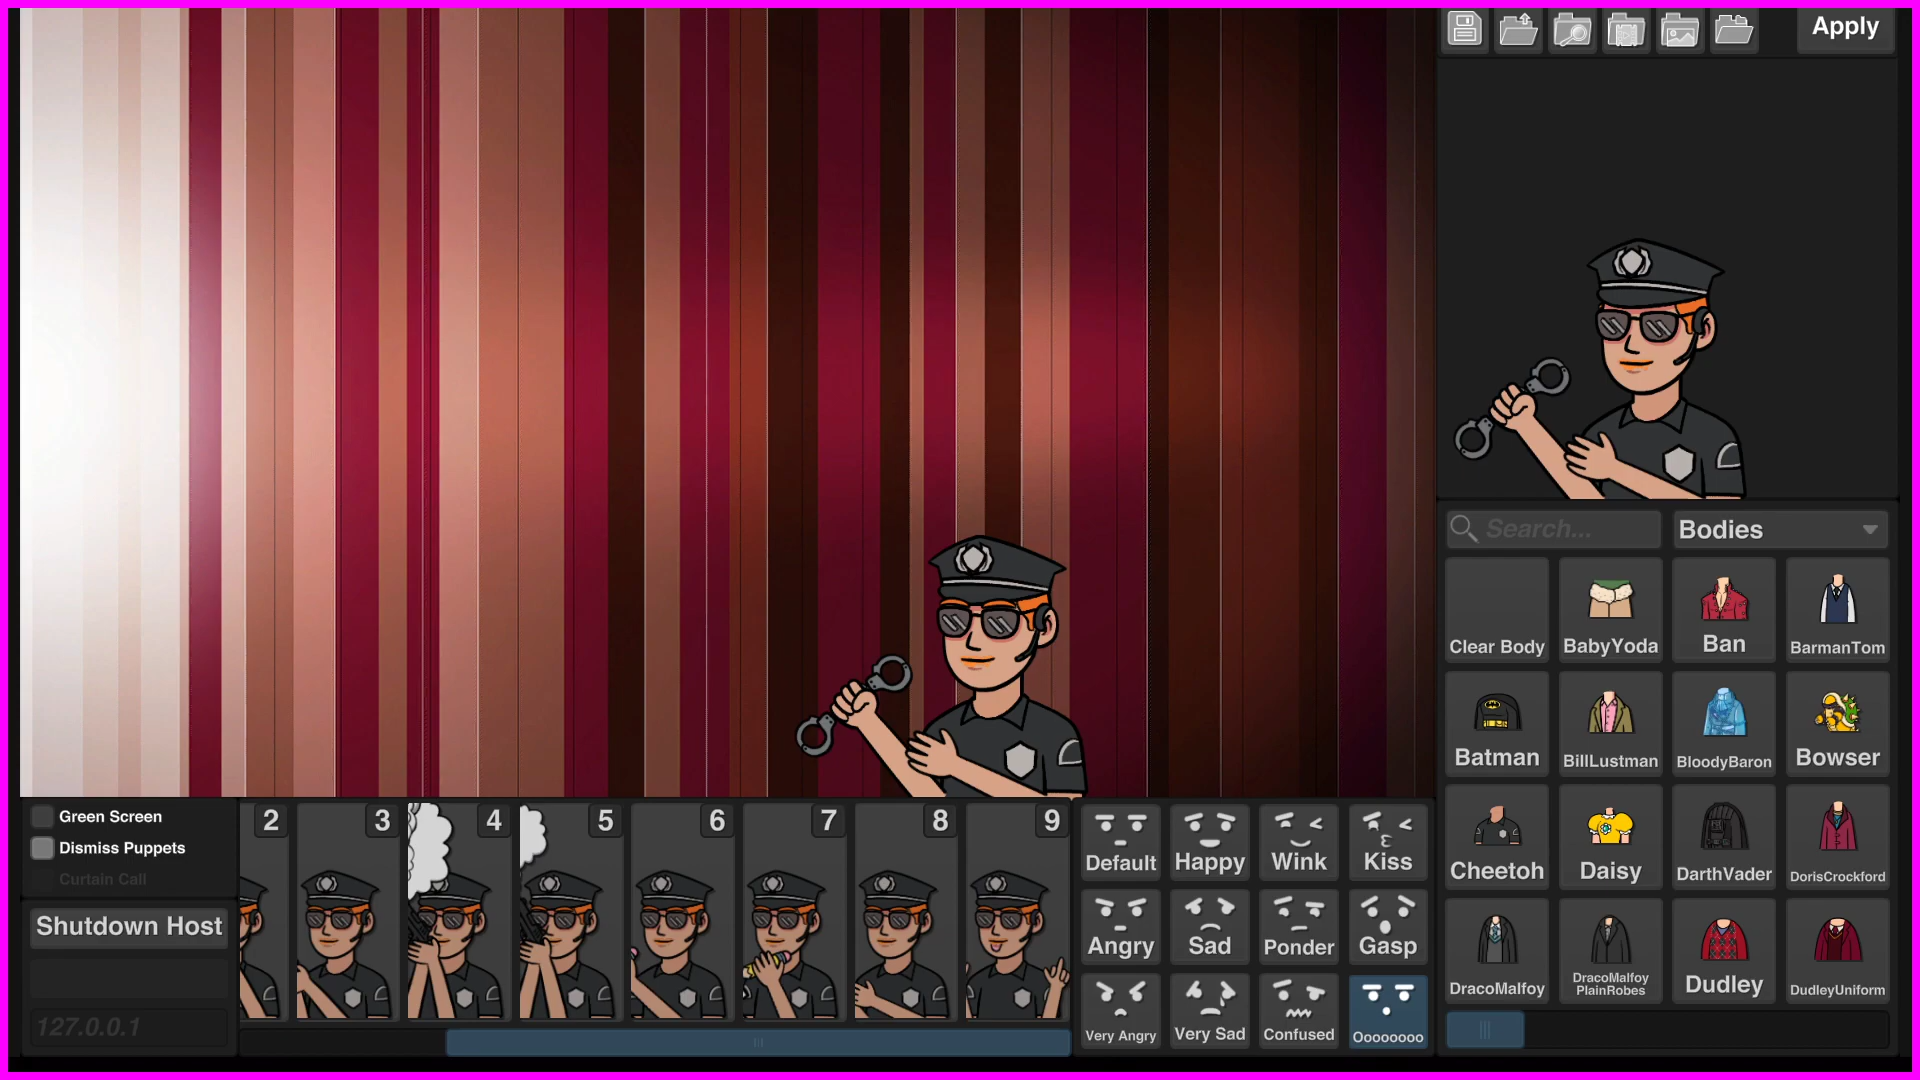 Apply
Search...
Bodies
Clear Body
BabyYoda
Ban
BarmanTom
Batman
BillLustman
BloodyBaron
Bowser
Cheetoh
Daisy
DarthVader
DorisCrockford
DracoMalfoy
DracoMalfoy
PlainRobes
Dudley
DudleyUniform
Green Screen
Dismiss Puppets
Curtain Call
Shutdown Host
127.0.0.1
2
3
4
5
6
7
8
9
Default
Happy
Wink
Kiss
Angry
Sad
Ponder
Gasp
Very Angry
Very Sad
Confused
Oooooooo